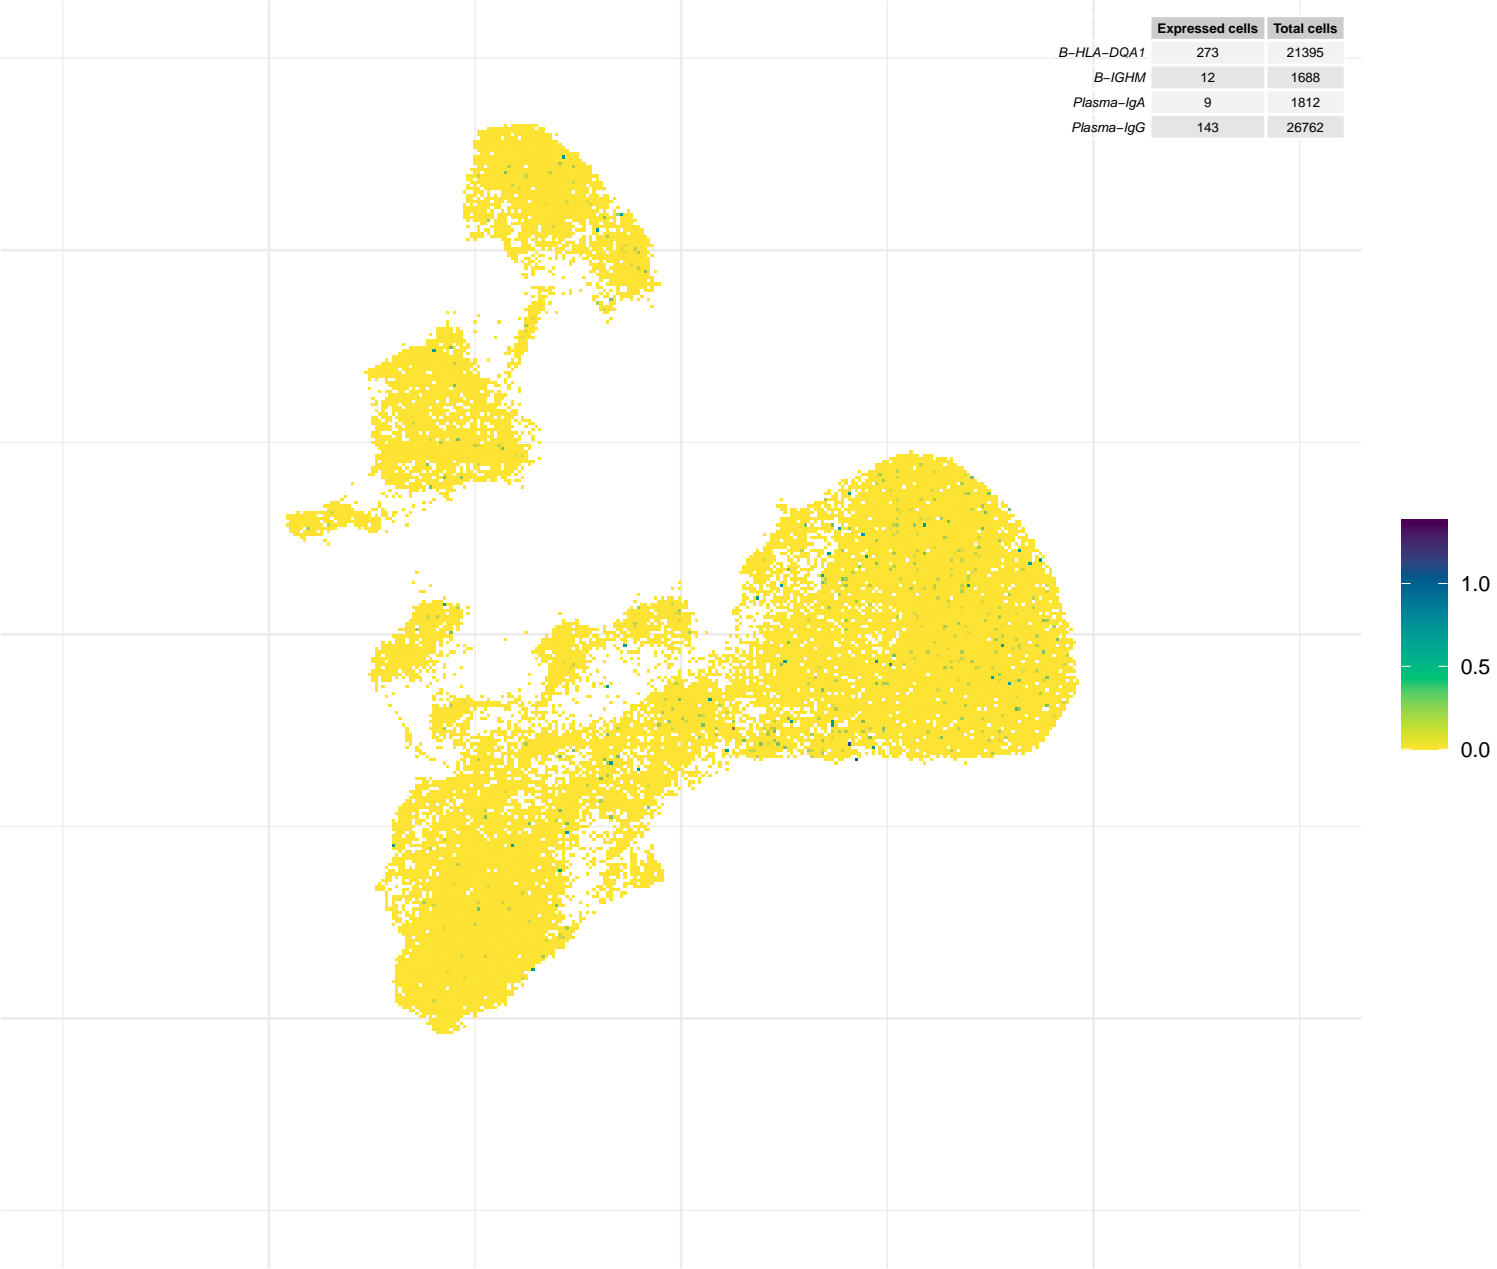 Expressed cells Total cells
B−HLA−DQA1 273 21395
B−IGHM 12 1688
Plasma−IgA 9 1812
Plasma−IgG 143 26762
1.0
0.5
0.0